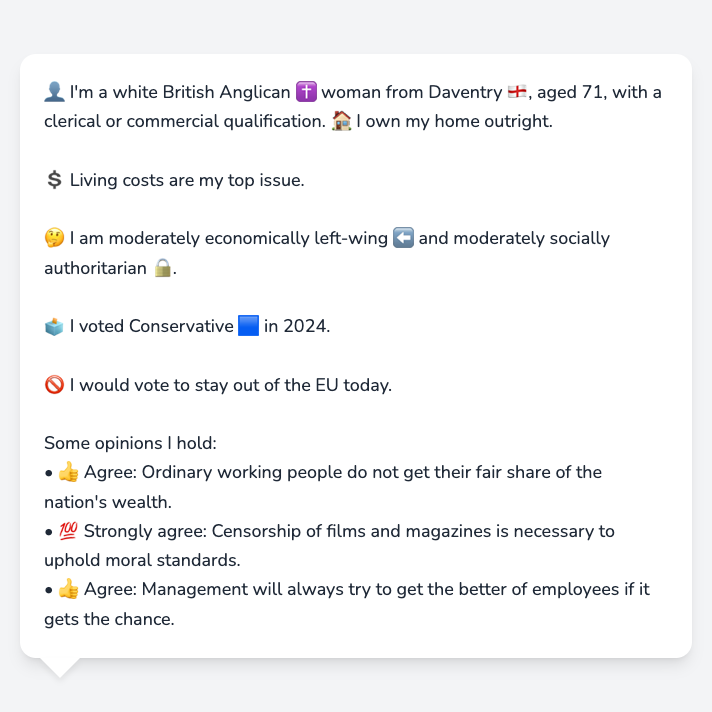 👤 I'm a white British Anglican ✝️ woman from Daventry 🏴󠁧󠁢󠁥󠁮󠁧󠁿, aged 71, with a
clerical or commercial qualification. 🏠 I own my home outright.
💲 Living costs are my top issue.
🤔 I am moderately economically left-wing ⬅️ and moderately socially
authoritarian 🔒.
🗳️ I voted Conservative 🟦 in 2024.
🚫 I would vote to stay out of the EU today.
Some opinions I hold:
• 👍 Agree: Ordinary working people do not get their fair share of the
nation's wealth.
• 💯 Strongly agree: Censorship of films and magazines is necessary to
uphold moral standards.
• 👍 Agree: Management will always try to get the better of employees if it
gets the chance.